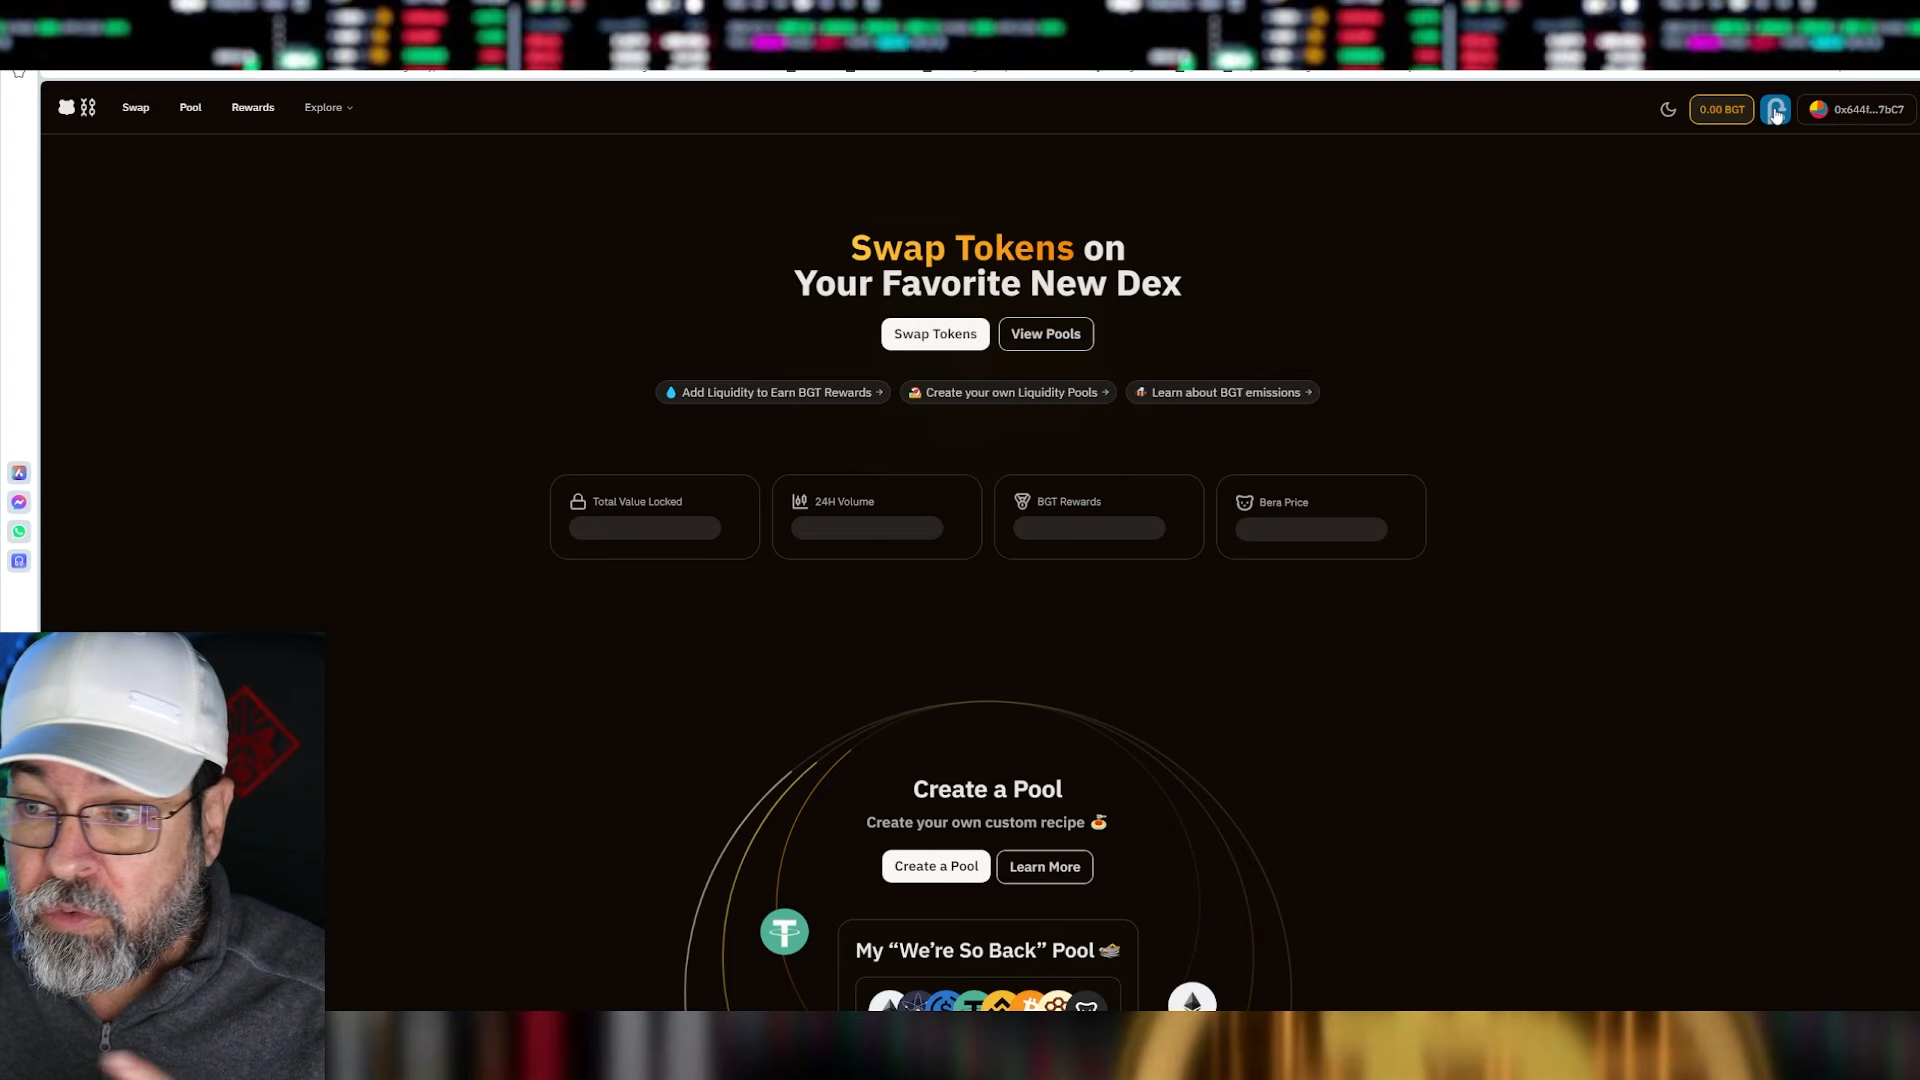 Swap
Pool
Rewards
Explore
0.00 BGT
0x644f...7bC7
Swap Tokens on
Your Favorite New Dex
Swap Tokens
View Pools
Add Liquidity to Earn BGT Rewards
Create your own Liquidity Pools
Learn about BGT emissions
Total Value Locked
24H Volume
BGT Rewards
Bera Price
Create a Pool
Create your own custom recipe
Create a Pool
Learn More
My “We’re So Back” Pool